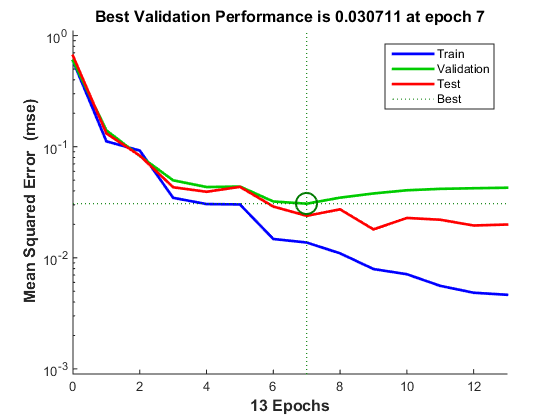 Best Validation Performance is 0.030711 at epoch 7
10^0
10^-1
10^-2
10^-3
Mean Squared Error (mse)
Train
Validation
Test
Best
0 2 4 6 8 10 12
13 Epochs